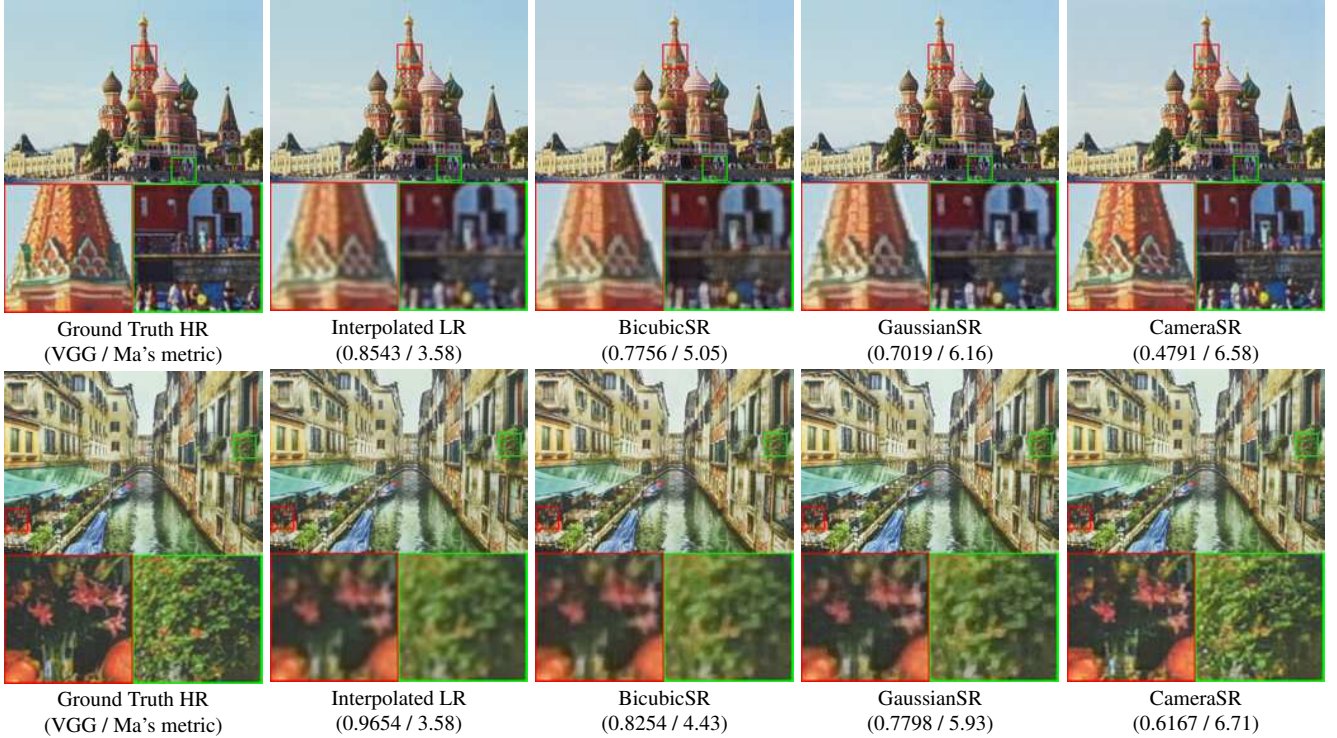 Ground Truth HR
(VGG / Ma's metric)
Interpolated LR
(0.8543 / 3.58)
BicubicSR
(0.7756 / 5.05)
GaussianSR
(0.7019 / 6.16)
CameraSR
(0.4791 / 6.58)
Ground Truth HR
(VGG / Ma's metric)
Interpolated LR
(0.9654 / 3.58)
BicubicSR
(0.8254 / 4.43)
GaussianSR
(0.7798 / 5.93)
CameraSR
(0.6167 / 6.71)